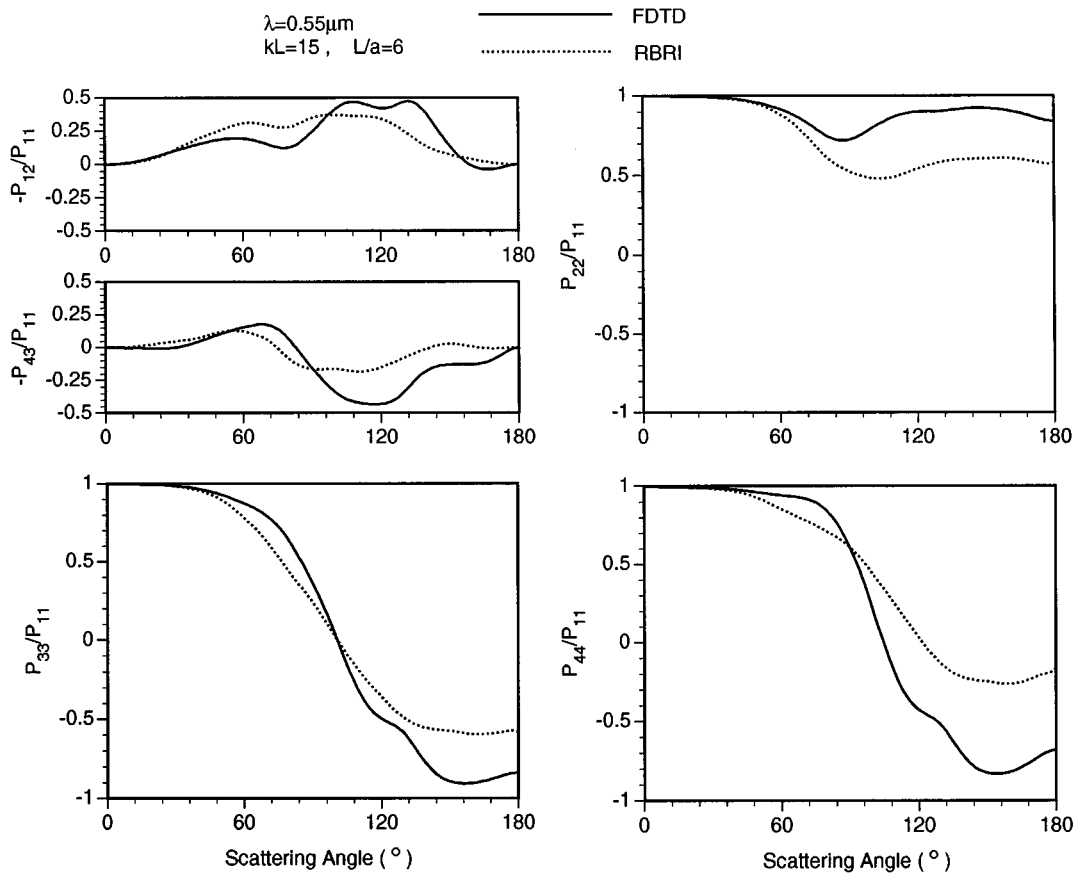 λ=0.55μm
kL=15 , L/a=6
FDTD
RBRI
-P12/P11
0.5
0.25
0
0.25
-0.5
0 60 120 180
-P43/P11
0.5
0.25
0
-0.25
-0.5
0 60 120 180
P22/P11
1
0.5
0
-0.5
-1
0 60 120 180
P33/P11
1
0.5
0
-0.5
-1
0 60 120 180
Scattering Angle ( ° )
P44/P11
1
0.5
0
-0.5
-1
0 60 120 180
Scattering Angle ( ° )